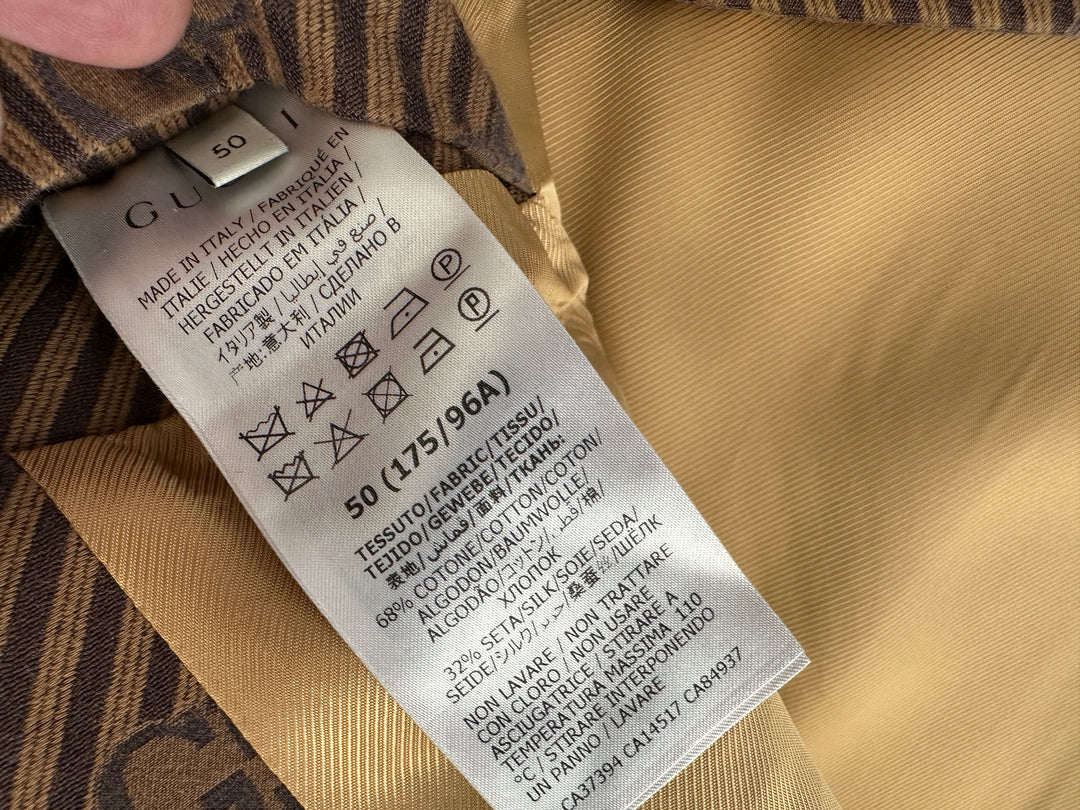 50
GU I
MADE IN ITALY / FABRIQUÉ EN
ITALIE / HECHO EN ITALIA /
HERGESTELLT IN ITALIEN /
FABRICADO EM ITÁLIA /
イタリア製 / صنع في إيطاليا /
产地:意大利 / СДЕЛАНО В
ИТАЛИИ
P
P
50 (175/96A)
TESSUTO/FABRIC/TISSU/
TEJIDO/GEWEBE/TECIDO/
表地/قماش/面料/ТКАНЬ:
68% COTONE/COTTON/COTON/
ALGODON/BAUMWOLLE/
ALGODÃO/コットン/قطن/棉/
ХЛОПОК
32% SETA/SILK/SOIE/SEDA/
SEIDE/シルク/حرير/桑蚕丝/ШЁЛК
NON LAVARE / NON TRATTARE
CON CLORO / NON USARE
ASCIUGATRICE / STIRARE A
TEMPERATURA MASSIMA 110
°C / STIRARE INTERPONENDO
UN PANNO / LAVARE
CA37394 CA14517 CA84937
G